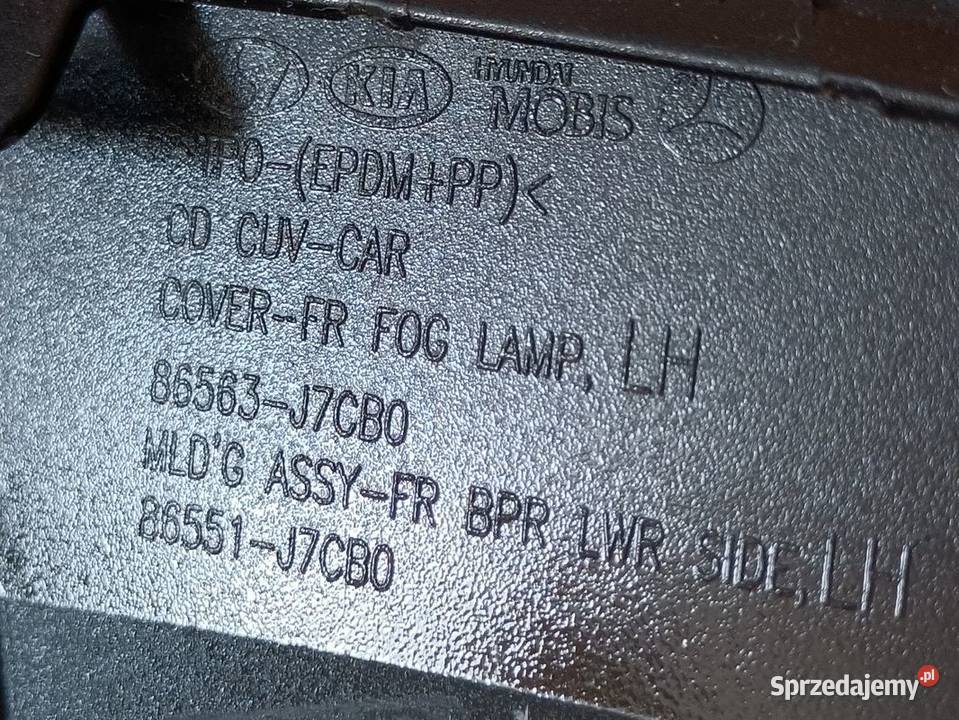 KIA HYUNDAI MOBIS
TPO-(EPDM+PP)<
CD CUV-CAR
COVER-FR FOG LAMP, LH
86563-J7CB0
MLD'G ASSY-FR BPR LWR SIDE, LH
86551-J7CB0
Sprzedajemy.pl